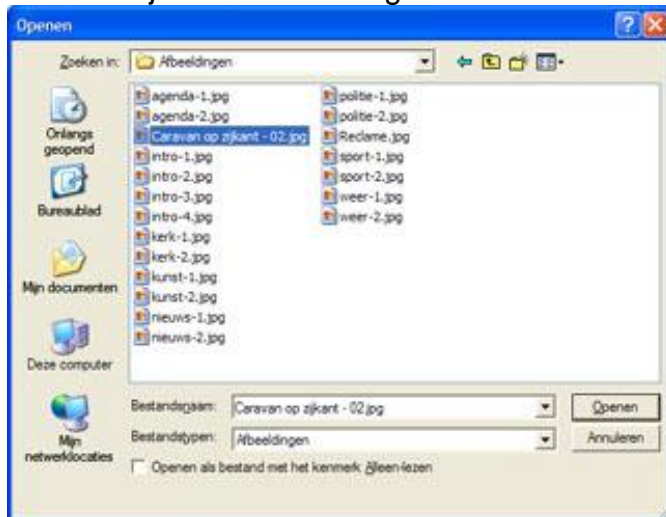 Openen
Zoeken in: Afbeeldingen
Onlangs geopend
Bureaublad
Mijn documenten
Deze computer
Mijn netwerklocaties
agenda-1.jpg
agenda-2.jpg
Caravan op zijkant - 02.jpg
intro-1.jpg
intro-2.jpg
intro-3.jpg
intro-4.jpg
kerk-1.jpg
kerk-2.jpg
kunst-1.jpg
kunst-2.jpg
nieuws-1.jpg
nieuws-2.jpg
politie-1.jpg
politie-2.jpg
Reclame.jpg
sport-1.jpg
sport-2.jpg
weer-1.jpg
weer-2.jpg
Bestandsnaam: Caravan op zijkant - 02.jpg Openen
Bestandstypen: Afbeeldingen Annuleren
Openen als bestand met het kenmerk Alleen-lezen